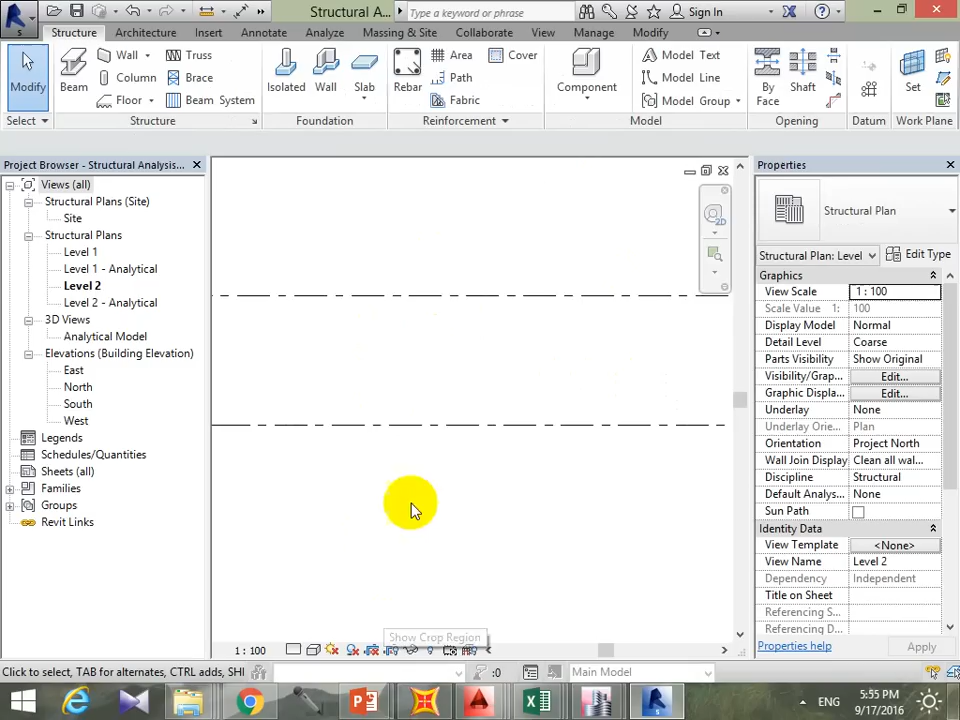 Structural A...
Type a keyword or phrase
Sign In
Structure Architecture Insert Annotate Analyze Massing & Site Collaborate View Manage Modify
Modify
Select
Beam
Wall
Column
Floor
Truss
Brace
Beam System
Structure
Isolated
Wall
Slab
Foundation
Rebar
Area
Path
Fabric
Cover
Reinforcement
Component
Model Text
Model Line
Model Group
Model
By
Face
Shaft
Opening
Datum
Set
Work Plane
Project Browser - Structural Analysis...
Views (all)
Structural Plans (Site)
Site
Structural Plans
Level 1
Level 1 - Analytical
Level 2
Level 2 - Analytical
3D Views
Analytical Model
Elevations (Building Elevation)
East
North
South
West
Legends
Schedules/Quantities
Sheets (all)
Families
Groups
Revit Links
2D
Show Crop Region
1 : 100
Properties
Structural Plan
Structural Plan: Level
Edit Type
Graphics
View Scale 1 : 100
Scale Value 1: 100
Display Model Normal
Detail Level Coarse
Parts Visibility Show Original
Visibility/Grap... Edit...
Graphic Displa... Edit...
Underlay None
Underlay Orie... Plan
Orientation Project North
Wall Join Display Clean all wal...
Discipline Structural
Default Analys... None
Sun Path
Identity Data
View Template <None>
View Name Level 2
Dependency Independent
Title on Sheet
Referencing S...
Referencing D...
Properties help
Apply
Click to select, TAB for alternates, CTRL adds, SHI
:0
Main Model
ENG
5:55 PM
9/17/2016